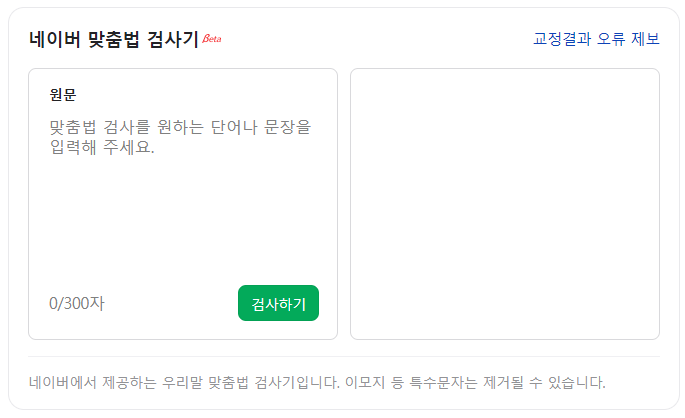 네이버 맞춤법 검사기 Beta
교정결과 오류 제보
원문
맞춤법 검사를 원하는 단어나 문장을
입력해 주세요.
0/300자
검사하기
네이버에서 제공하는 우리말 맞춤법 검사기입니다. 이모지 등 특수문자는 제거될 수 있습니다.